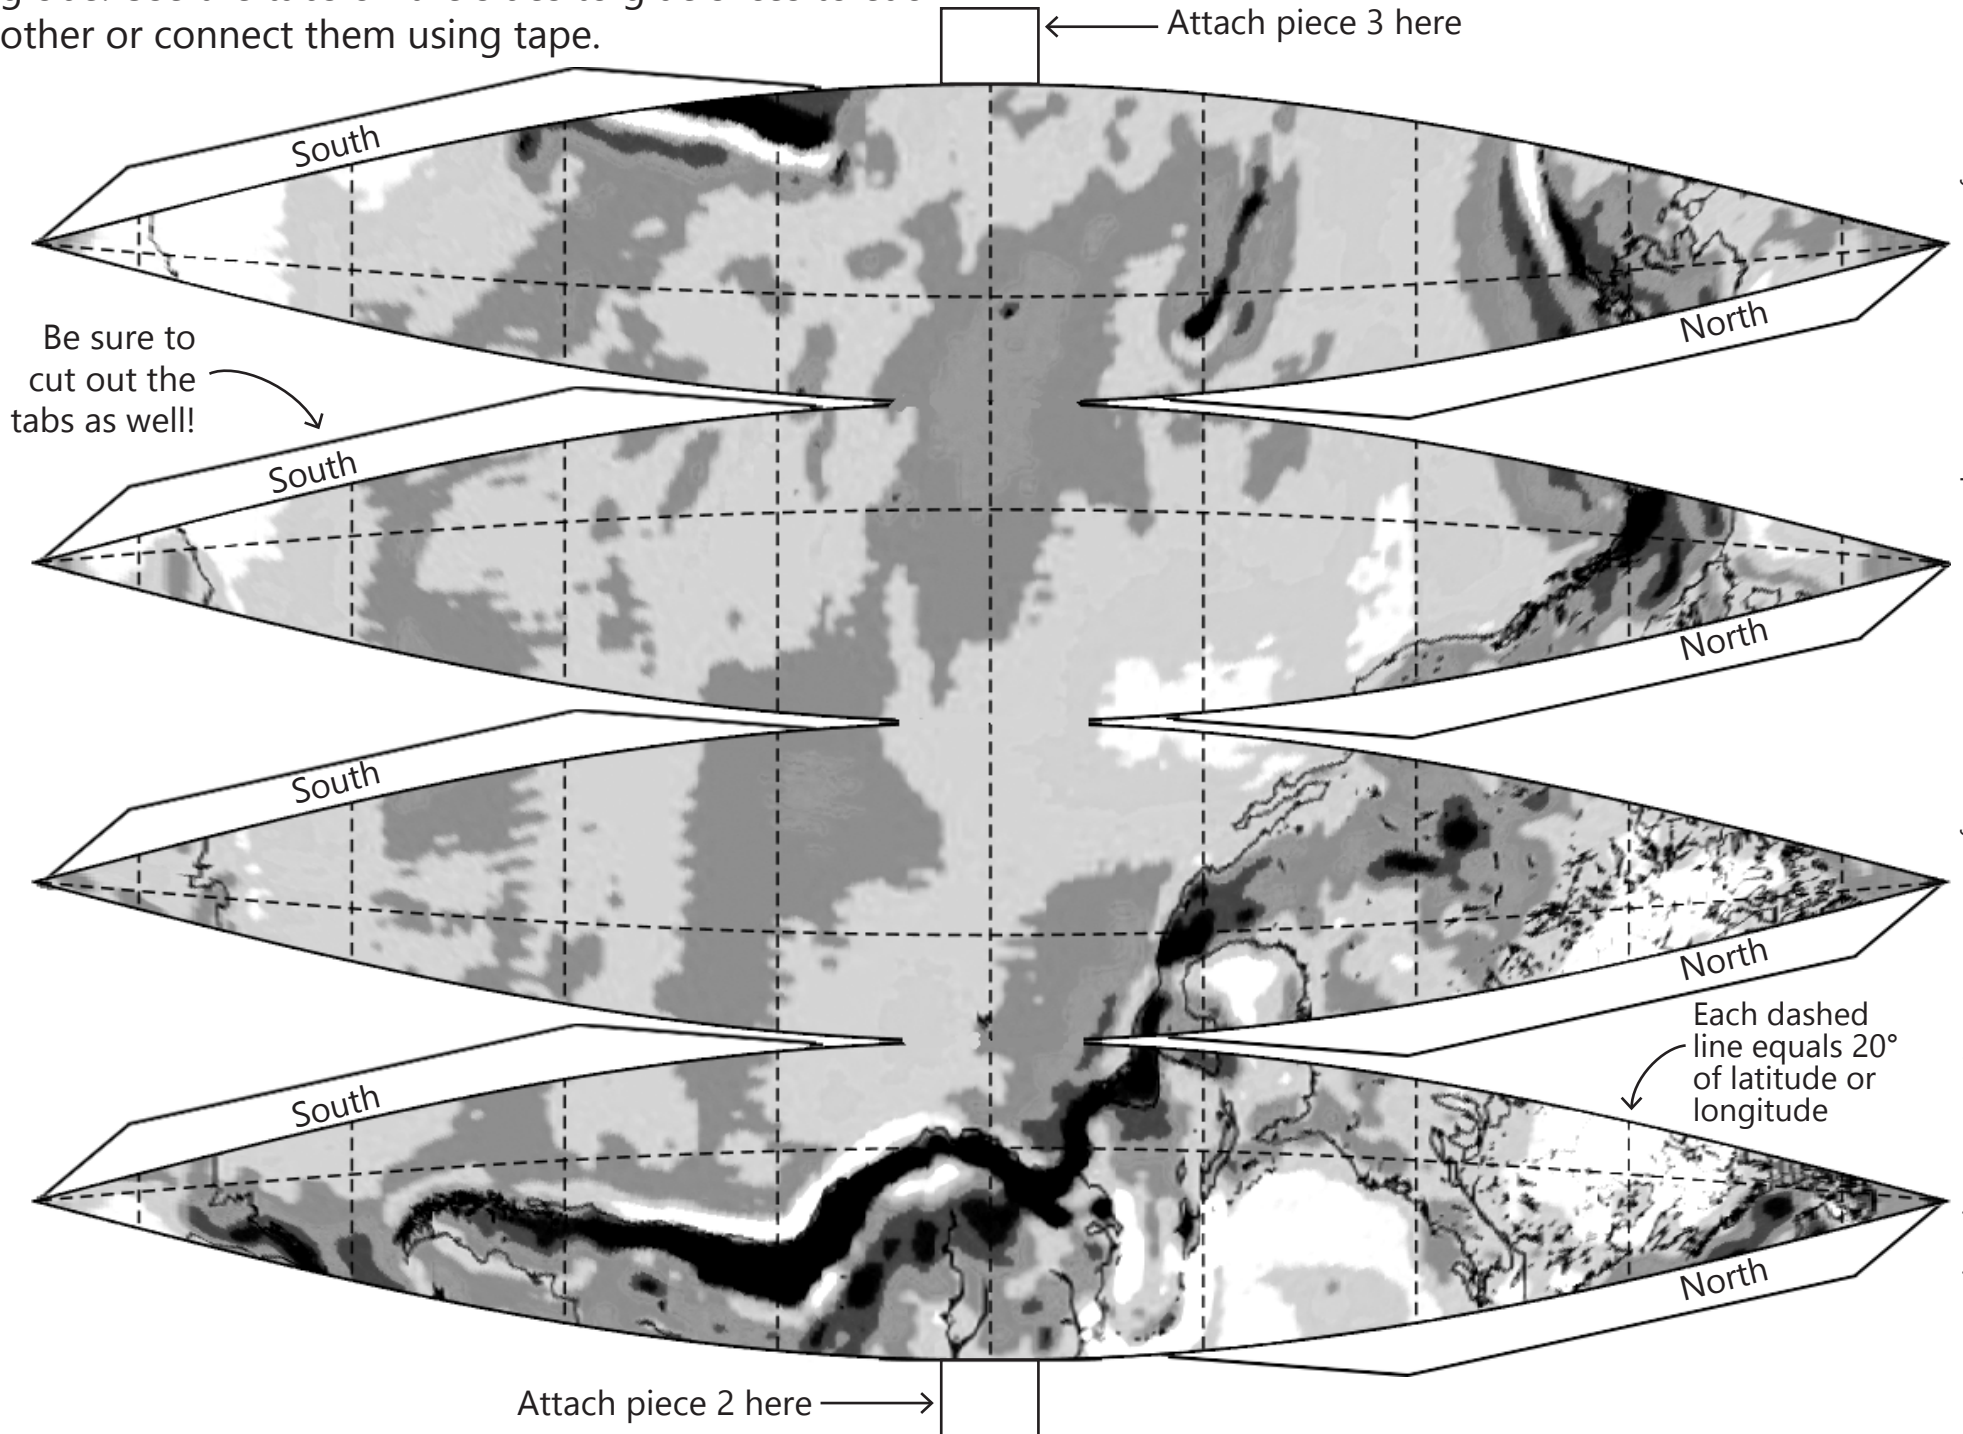 other or connect them using tape.
Attach piece 3 here
South
North
Be sure to
cut out the
tabs as well!
South
North
South
North
Each dashed
line equals 20°
of latitude or
longitude
South
North
Attach piece 2 here